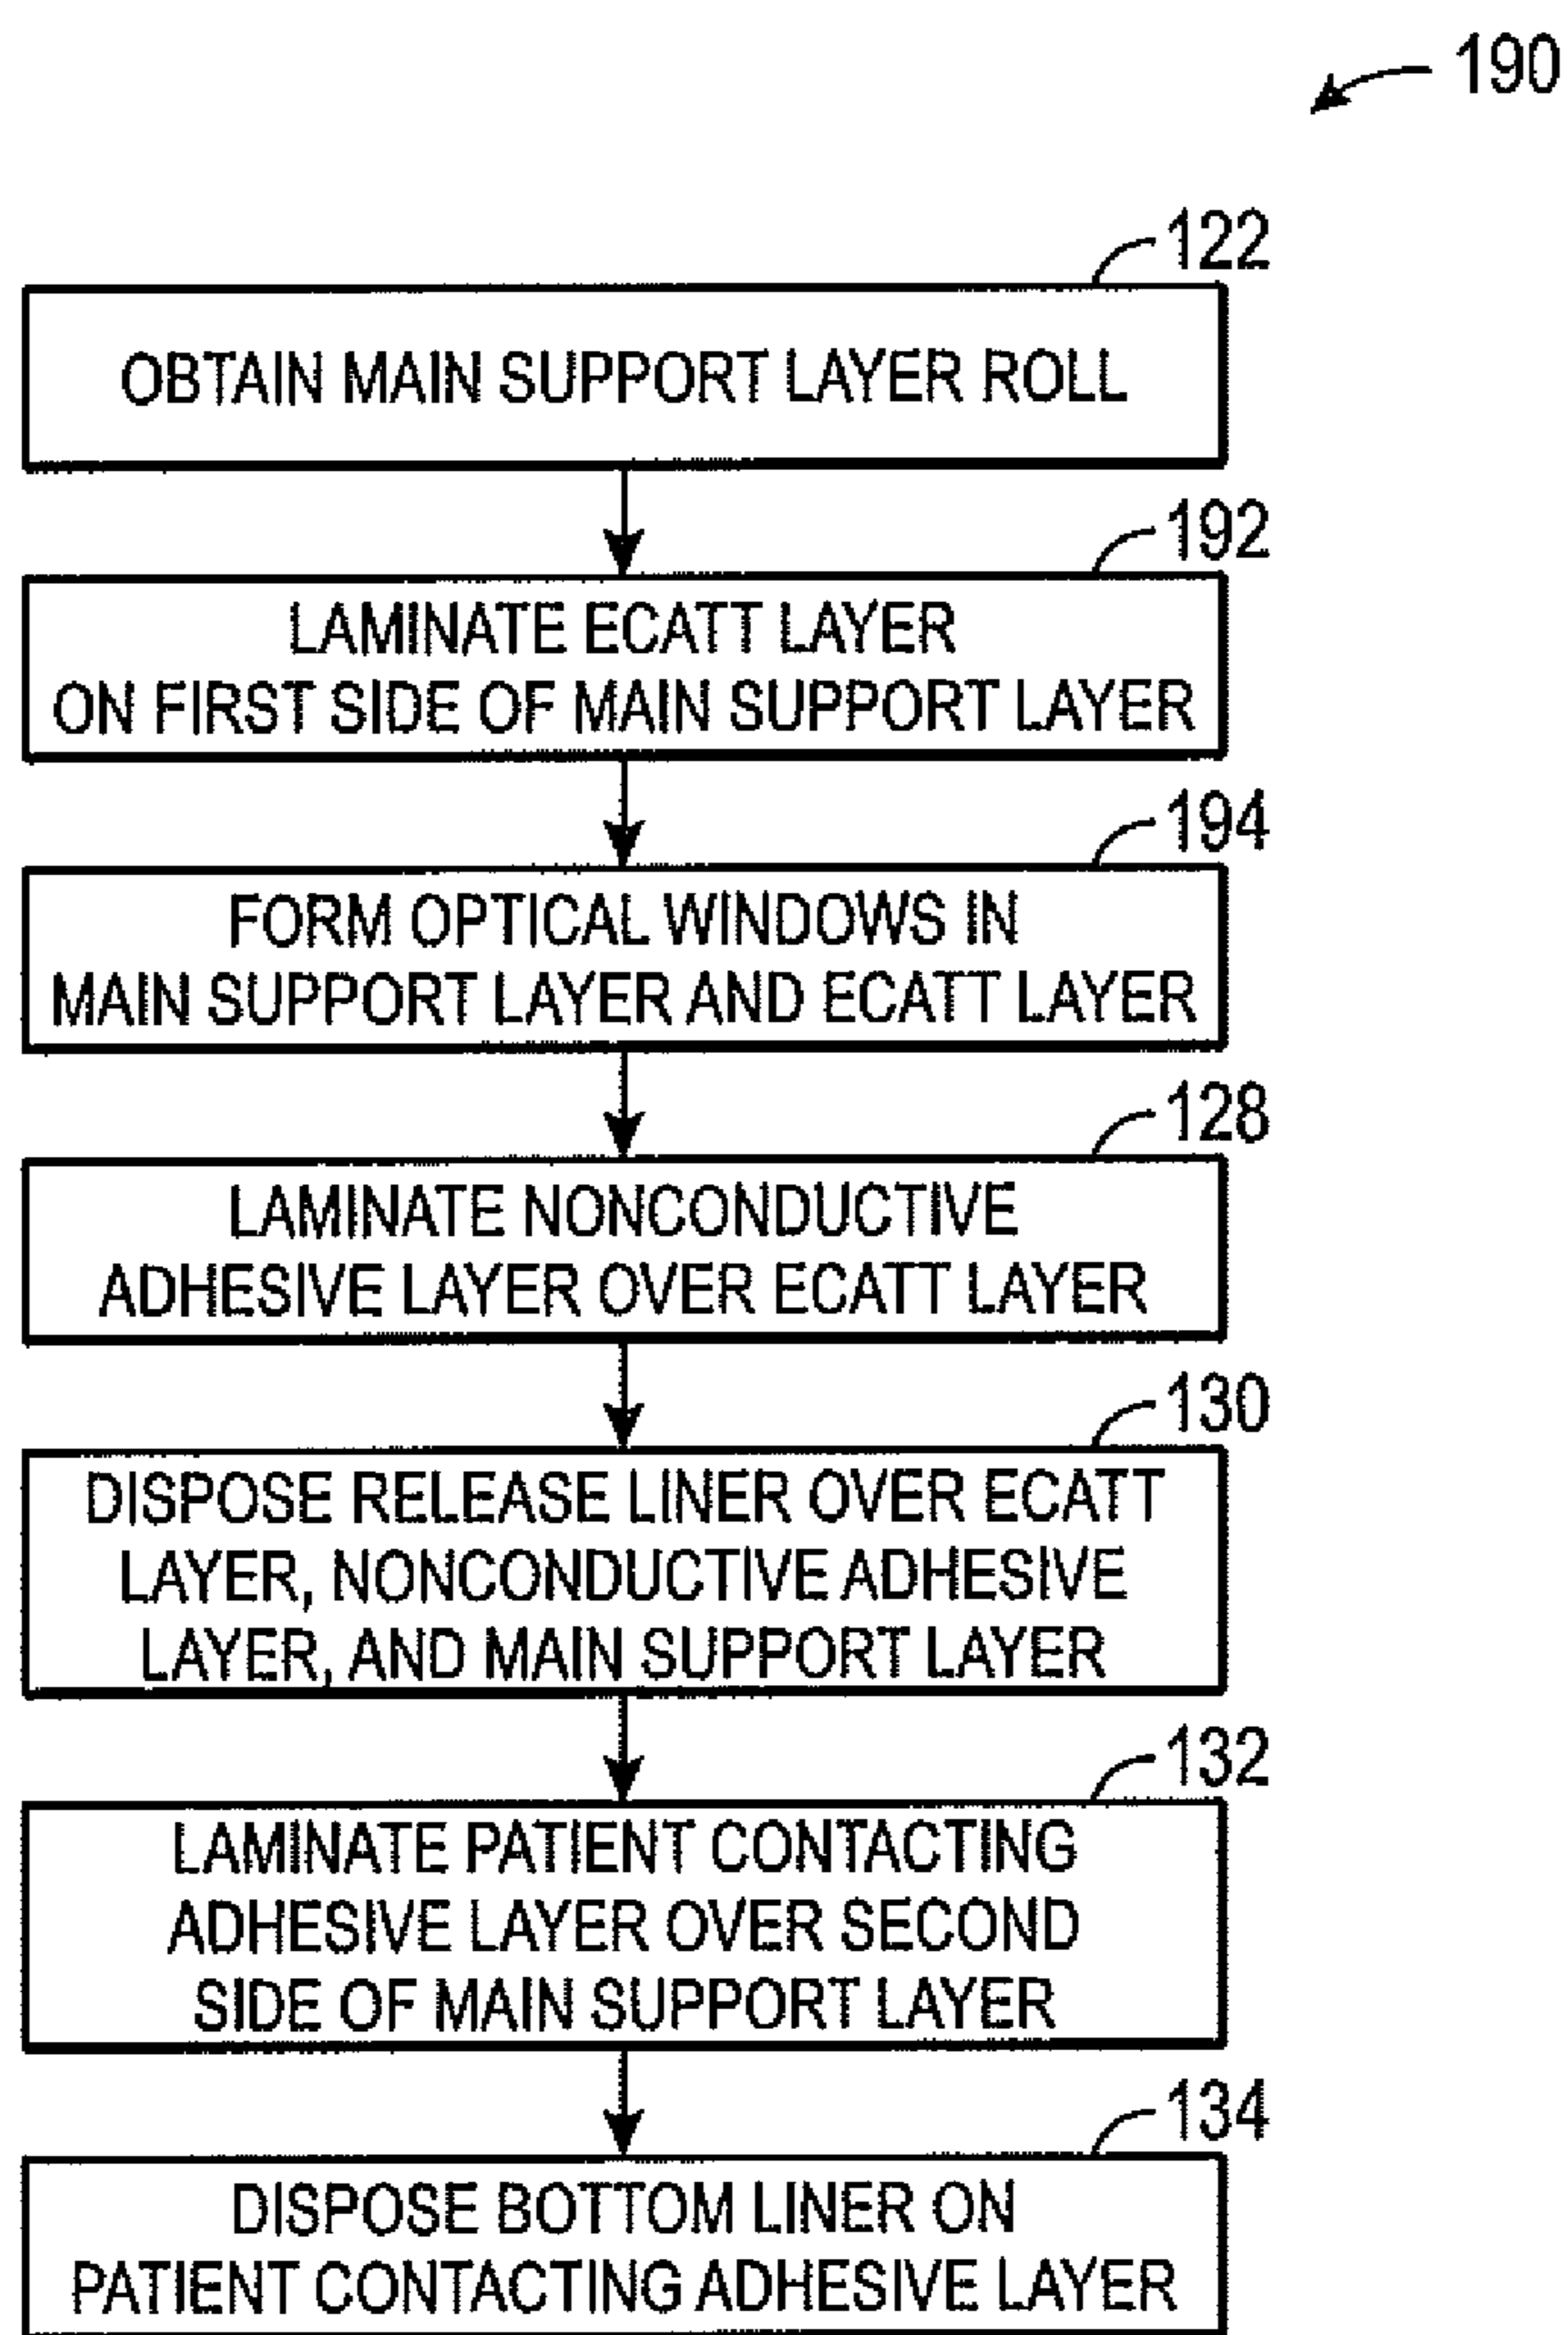 190
122
OBTAIN MAIN SUPPORT LAYER ROLL
192
LAMINATE ECATT LAYER
ON FIRST SIDE OF MAIN SUPPORT LAYER
194
FORM OPTICAL WINDOWS IN
MAIN SUPPORT LAYER AND ECATT LAYER
128
LAMINATE NONCONDUCTIVE
ADHESIVE LAYER OVER ECATT LAYER
130
DISPOSE RELEASE LINER OVER ECATT
LAYER, NONCONDUCTIVE ADHESIVE
LAYER, AND MAIN SUPPORT LAYER
132
LAMINATE PATIENT CONTACTING
ADHESIVE LAYER OVER SECOND
SIDE OF MAIN SUPPORT LAYER
134
DISPOSE BOTTOM LINER ON
PATIENT CONTACTING ADHESIVE LAYER